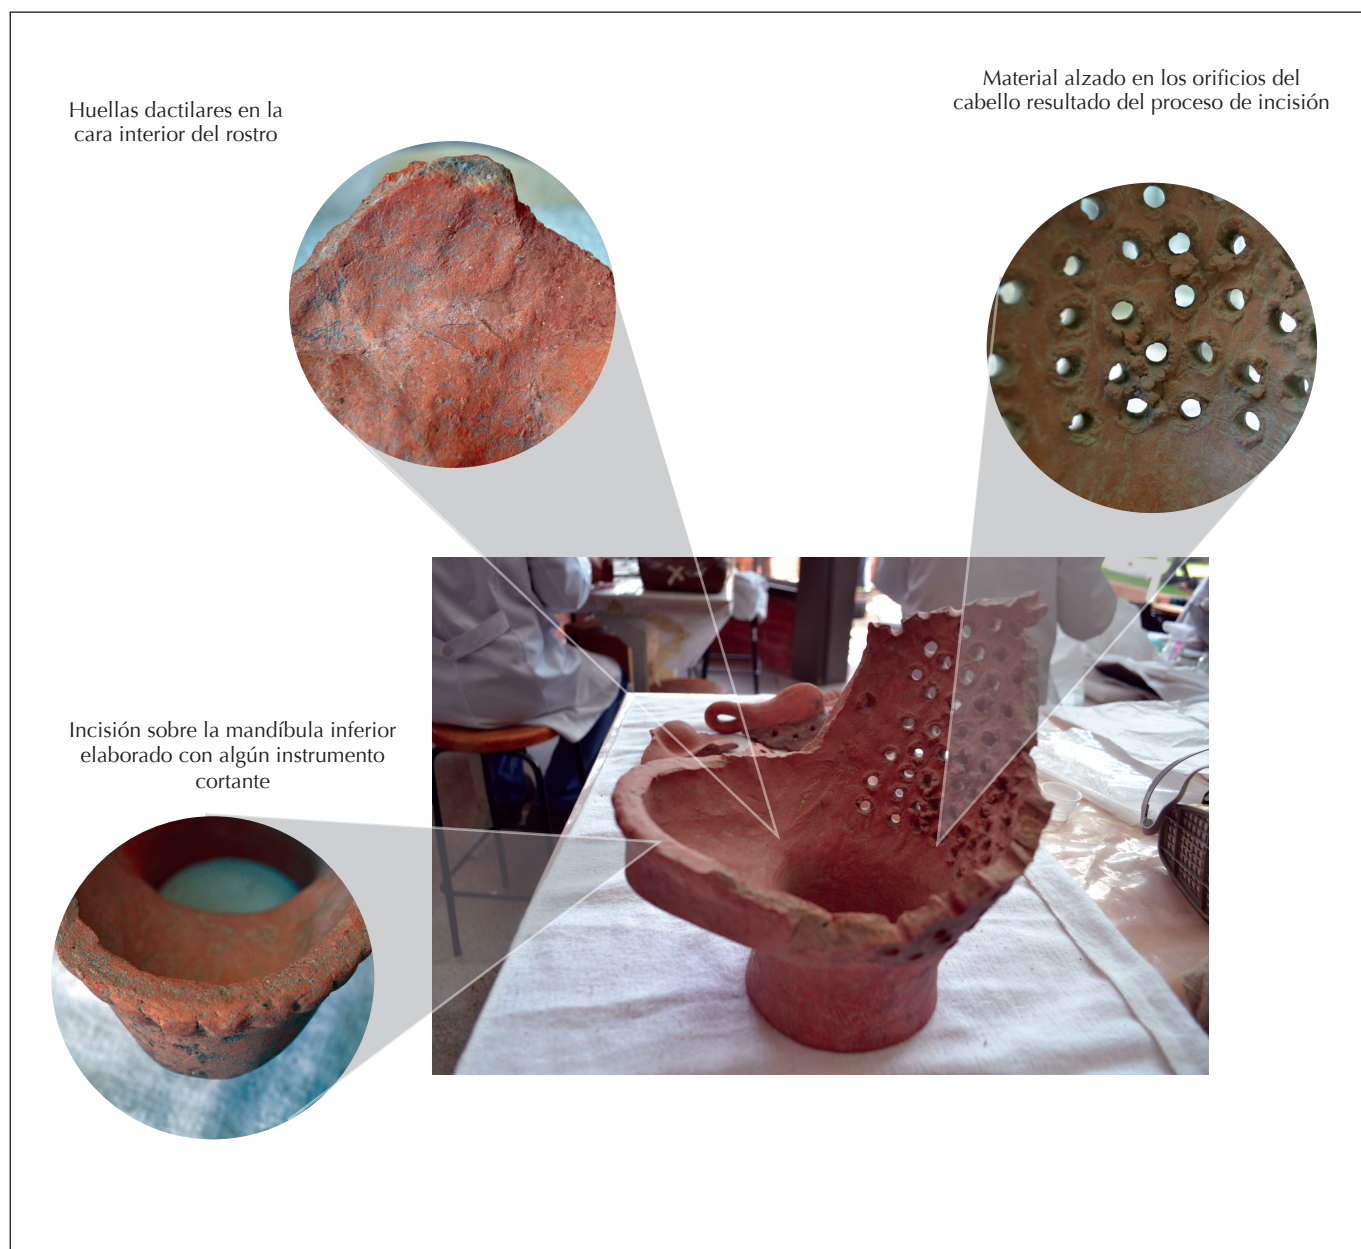 Huellas dactilares en la
cara interior del rostro
Material alzado en los orificios del
cabello resultado del proceso de incisión
Incisión sobre la mandíbula inferior
elaborado con algún instrumento
cortante